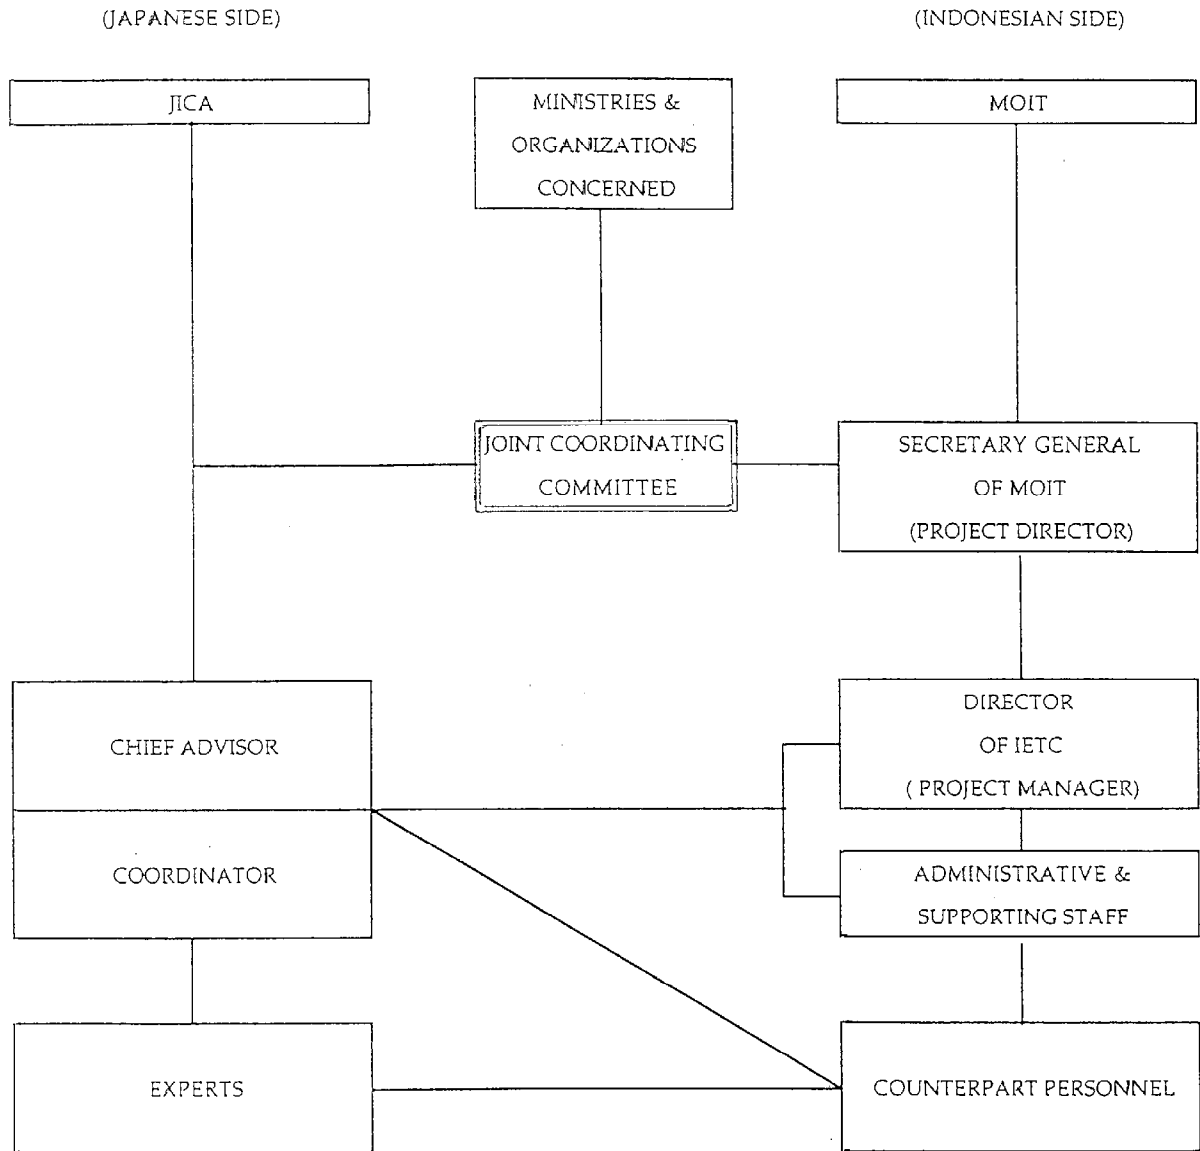 (JAPANESE SIDE)
(INDONESIAN SIDE)
JICA
MINISTRIES &
ORGANIZATIONS
CONCERNED
MOIT
JOINT COORDINATING
COMMITTEE
SECRETARY GENERAL
OF MOIT
(PROJECT DIRECTOR)
CHIEF ADVISOR
COORDINATOR
DIRECTOR
OF IETC
( PROJECT MANAGER)
ADMINISTRATIVE &
SUPPORTING STAFF
EXPERTS
COUNTERPART PERSONNEL